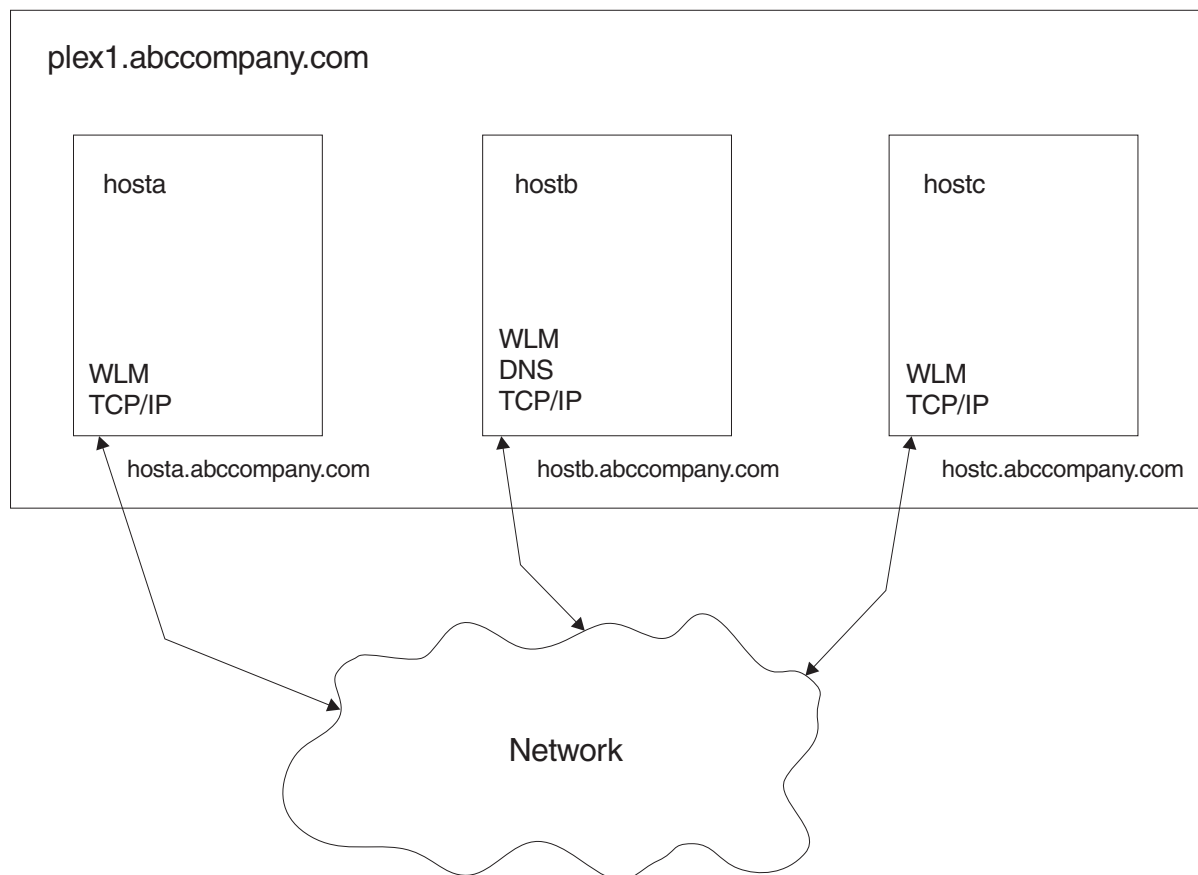 plex1.abccompany.com
hosta
WLM
TCP/IP
hosta.abccompany.com
hostb
WLM
DNS
TCP/IP
hostb.abccompany.com
hostc
WLM
TCP/IP
hostc.abccompany.com
Network